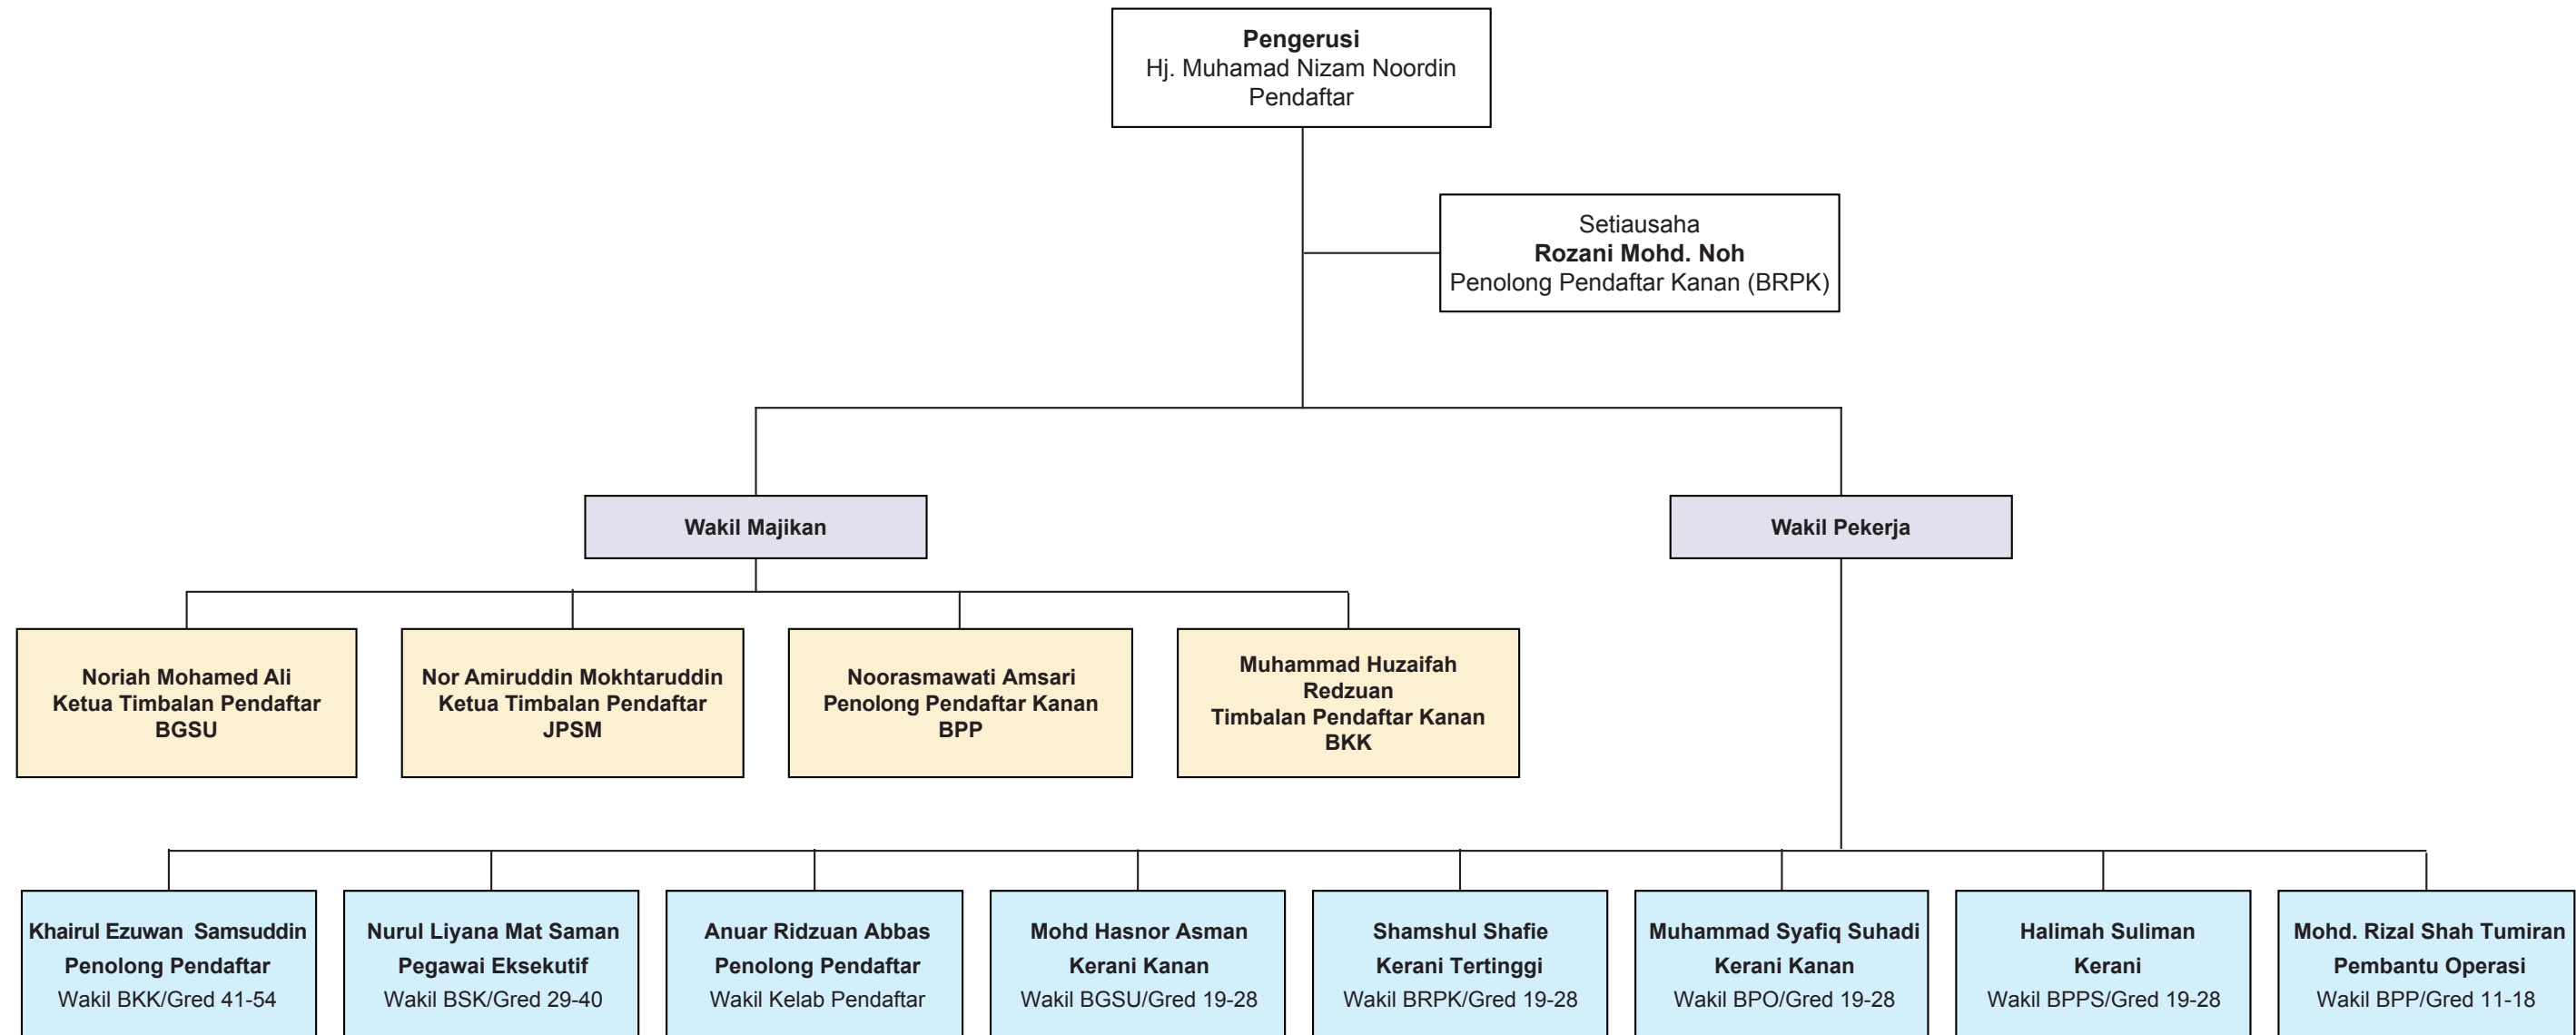 Pengerusi
Hj. Muhamad Nizam Noordin
Pendaftar
Setiausaha
Rozani Mohd. Noh
Penolong Pendaftar Kanan (BRPK)
Wakil Majikan
Wakil Pekerja
Noriah Mohamed Ali
Ketua Timbalan Pendaftar
BGSU
Nor Amiruddin Mokhtaruddin
Ketua Timbalan Pendaftar
JPSM
Noorasmawati Amsari
Penolong Pendaftar Kanan
BPP
Muhammad Huzaifah
Redzuan
Timbalan Pendaftar Kanan
BKK
Khairul Ezuwan Samsuddin
Penolong Pendaftar
Wakil BKK/Gred 41-54
Nurul Liyana Mat Saman
Pegawai Eksekutif
Wakil BSK/Gred 29-40
Anuar Ridzuan Abbas
Penolong Pendaftar
Wakil Kelab Pendaftar
Mohd Hasnor Asman
Kerani Kanan
Wakil BGSU/Gred 19-28
Shamshul Shafie
Kerani Tertinggi
Wakil BRPK/Gred 19-28
Muhammad Syafiq Suhadi
Kerani Kanan
Wakil BPO/Gred 19-28
Halimah Suliman
Kerani
Wakil BPPS/Gred 19-28
Mohd. Rizal Shah Tumiran
Pembantu Operasi
Wakil BPP/Gred 11-18